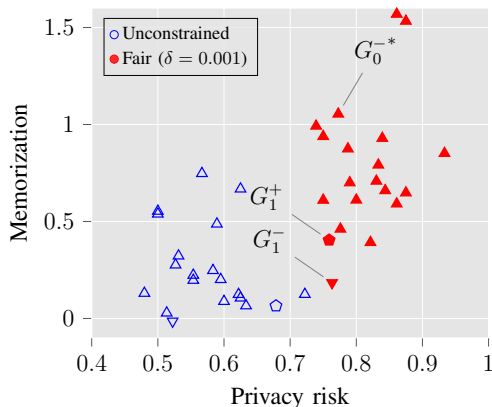 1.5
1
0.5
0
Memorization
Unconstrained
Fair (δ = 0.001)
G₀⁻*
G₁⁺
G₁⁻
0.4 0.5 0.6 0.7 0.8 0.9 1
Privacy risk